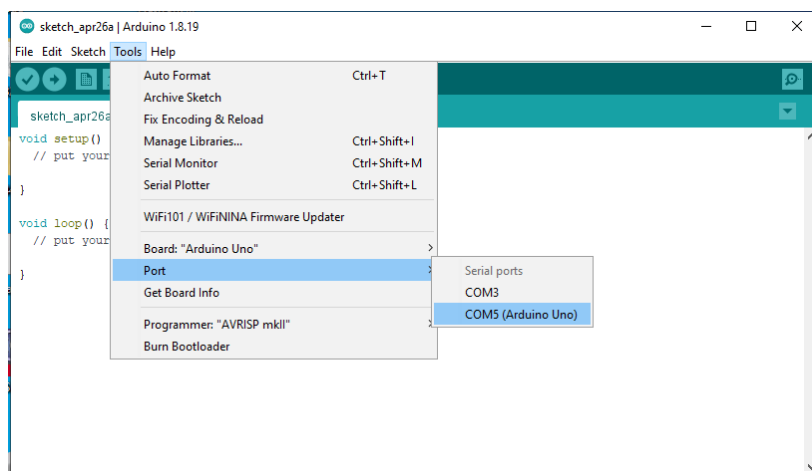 sketch_apr26a | Arduino 1.8.19
File Edit Sketch Tools Help
sketch_apr26a
void setup()
// put your
}
void loop() {
// put your
}
Auto Format Ctrl+T
Archive Sketch
Fix Encoding & Reload
Manage Libraries... Ctrl+Shift+I
Serial Monitor Ctrl+Shift+M
Serial Plotter Ctrl+Shift+L
WiFi101 / WiFiNINA Firmware Updater
Board: "Arduino Uno"
Port
Get Board Info
Programmer: "AVRISP mkII"
Burn Bootloader
Serial ports
COM3
COM5 (Arduino Uno)